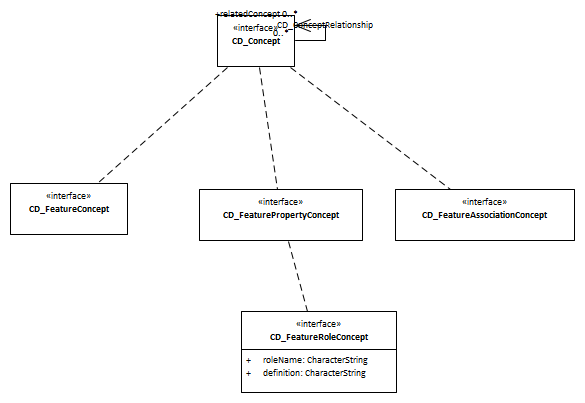 +relatedConcept 0..*
«interface»
CD_ConceptRelationship
0..*
CD_Concept
«interface»
CD_FeatureConcept
«interface»
CD_FeaturePropertyConcept
«interface»
CD_FeatureAssociationConcept
«interface»
CD_FeatureRoleConcept
+ roleName: CharacterString
+ definition: CharacterString